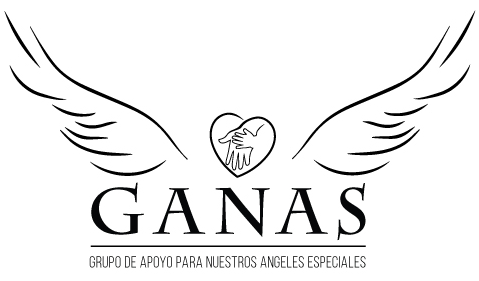 GANAS
GRUPO DE APOYO PARA NUESTROS ANGELES ESPECIALES